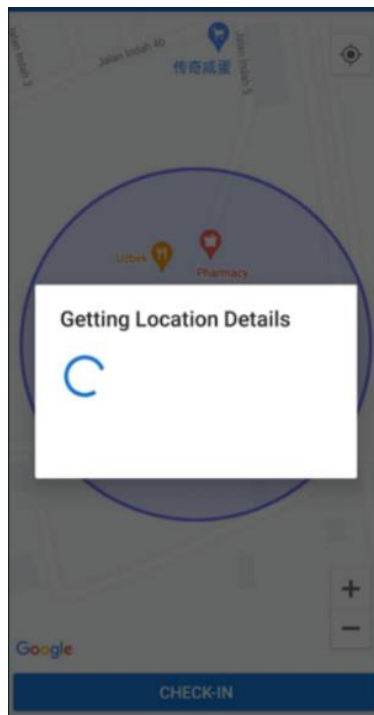 Jalan Indah 4b
Jalan Indah 3
Jalan Indah 5
传奇咸蛋
Uzbek
Pharmacy
Getting Location Details
+
−
Google
CHECK-IN